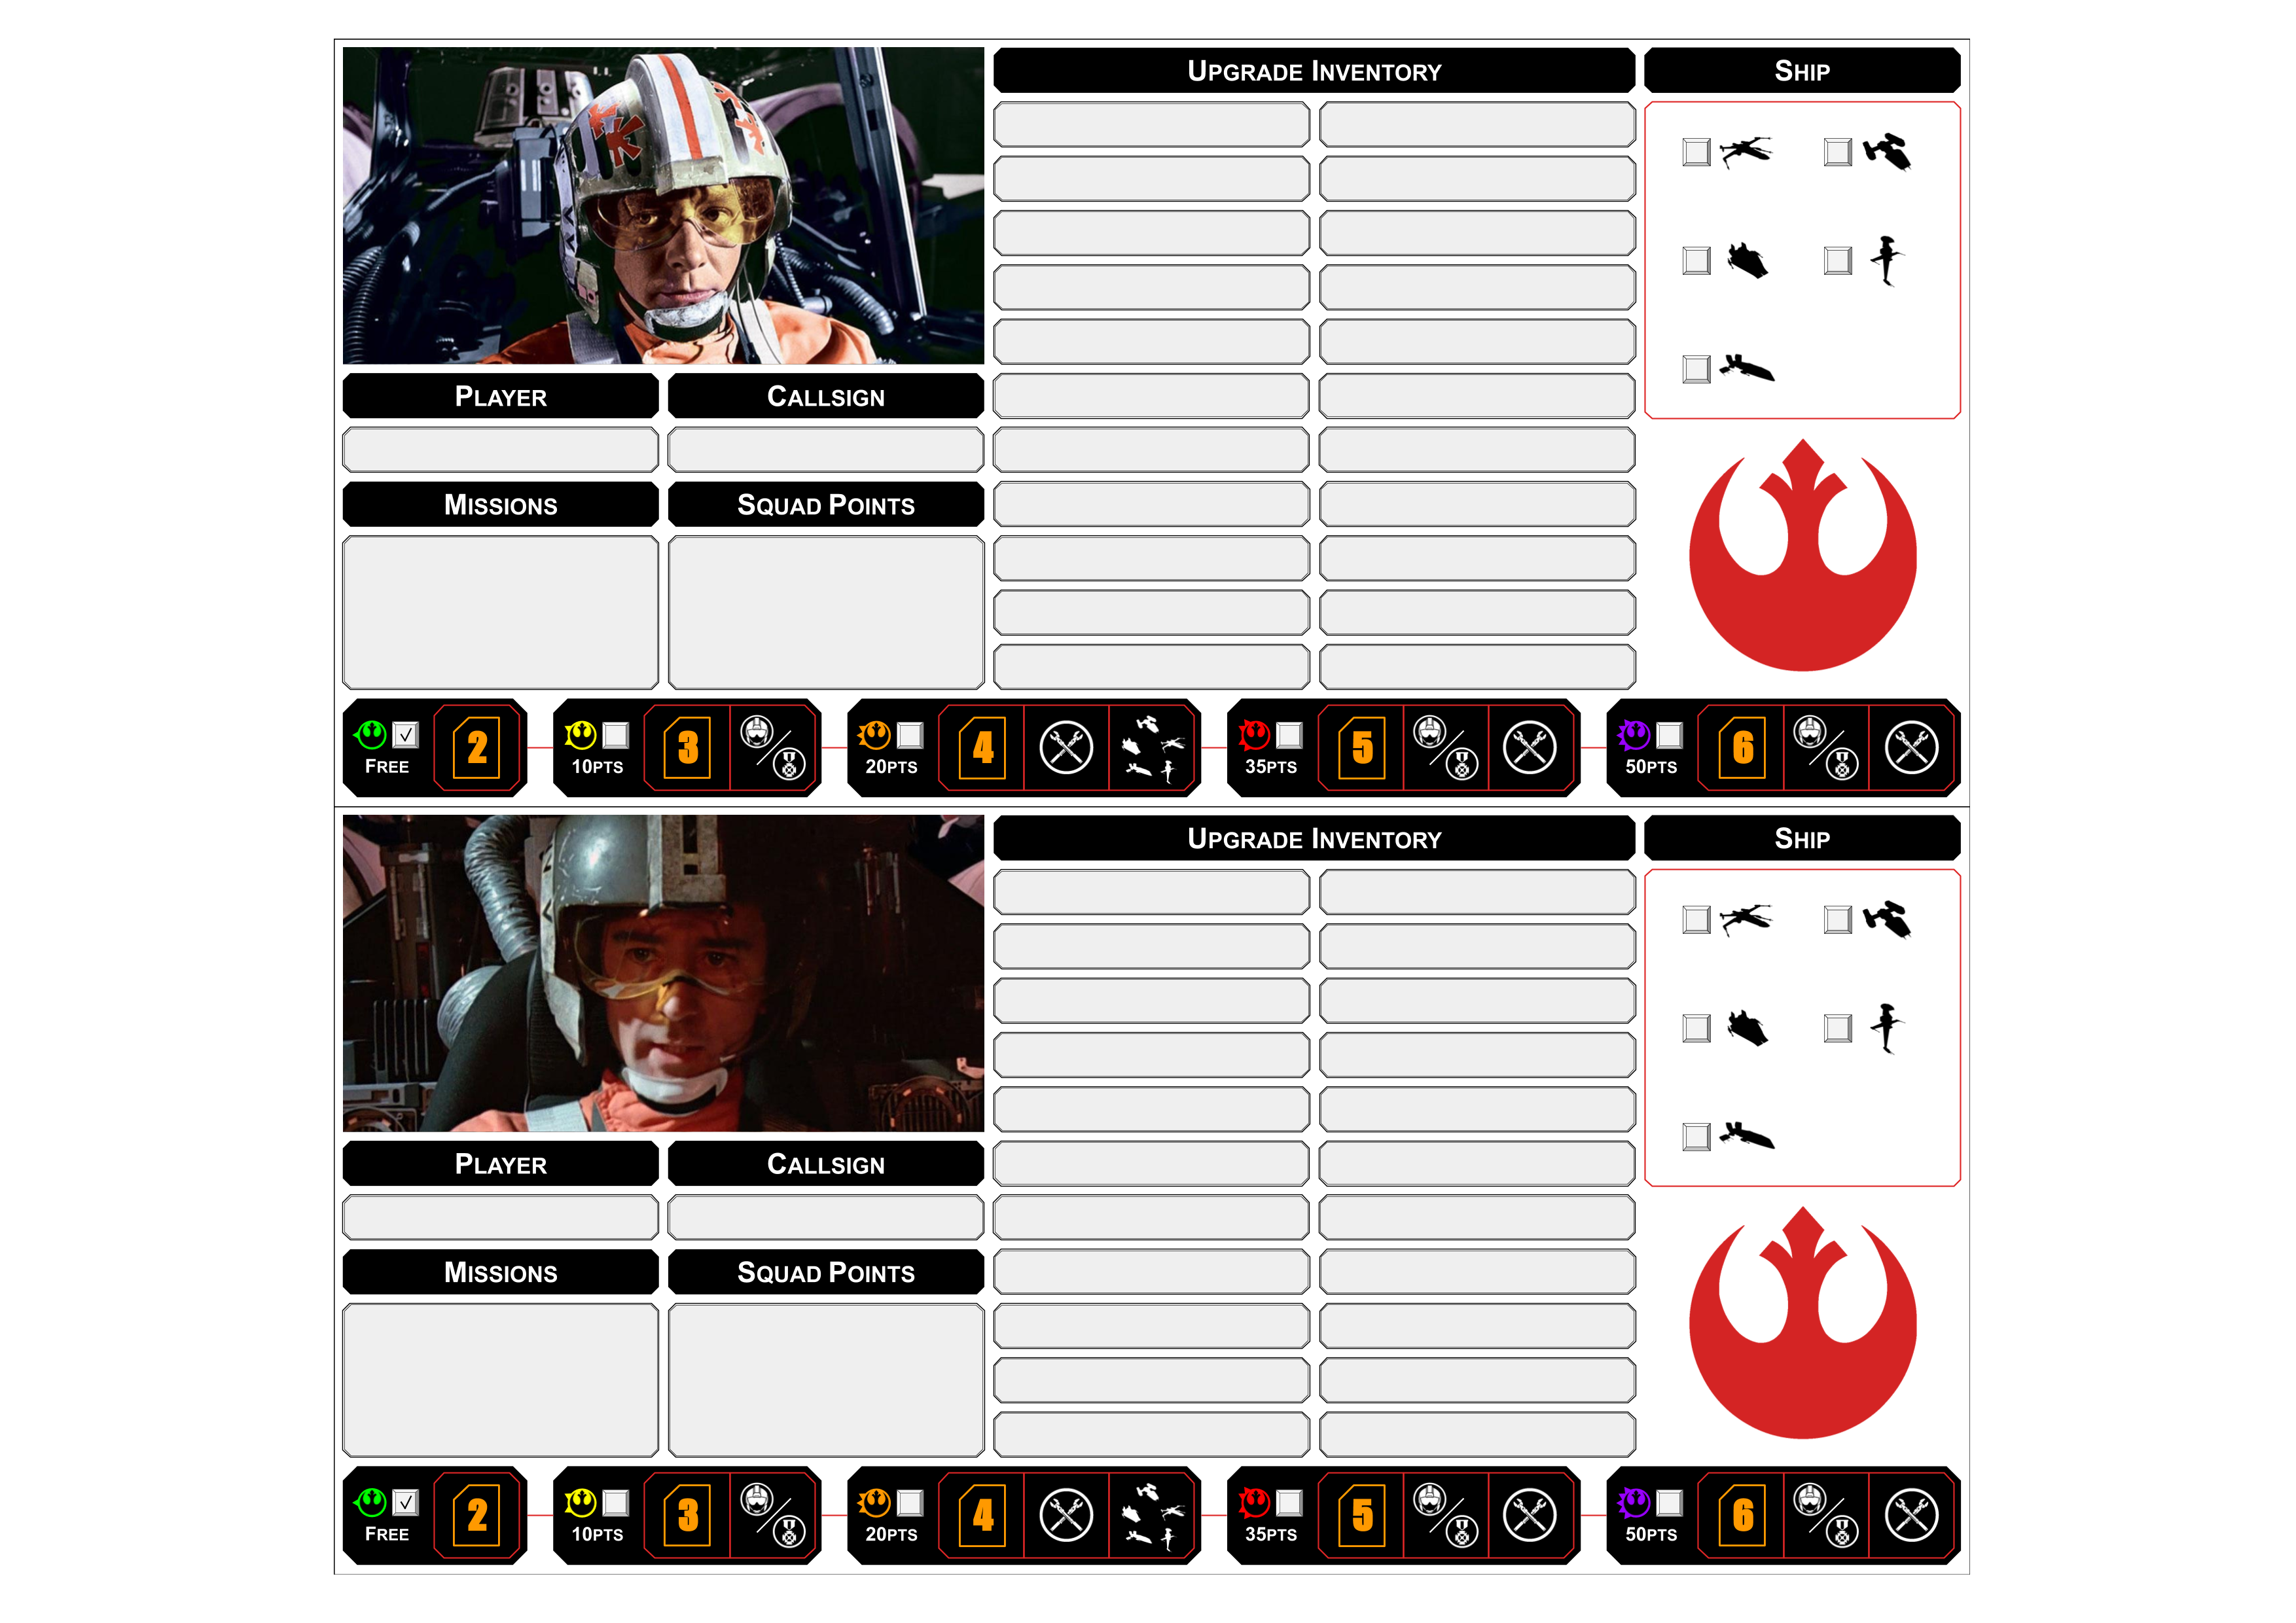 UPGRADE INVENTORY
SHIP
PLAYER
CALLSIGN
MISSIONS
SQUAD POINTS
FREE
2
10PTS
3
20PTS
4
35PTS
5
50PTS
6
UPGRADE INVENTORY
SHIP
PLAYER
CALLSIGN
MISSIONS
SQUAD POINTS
FREE
2
10PTS
3
20PTS
4
35PTS
5
50PTS
6